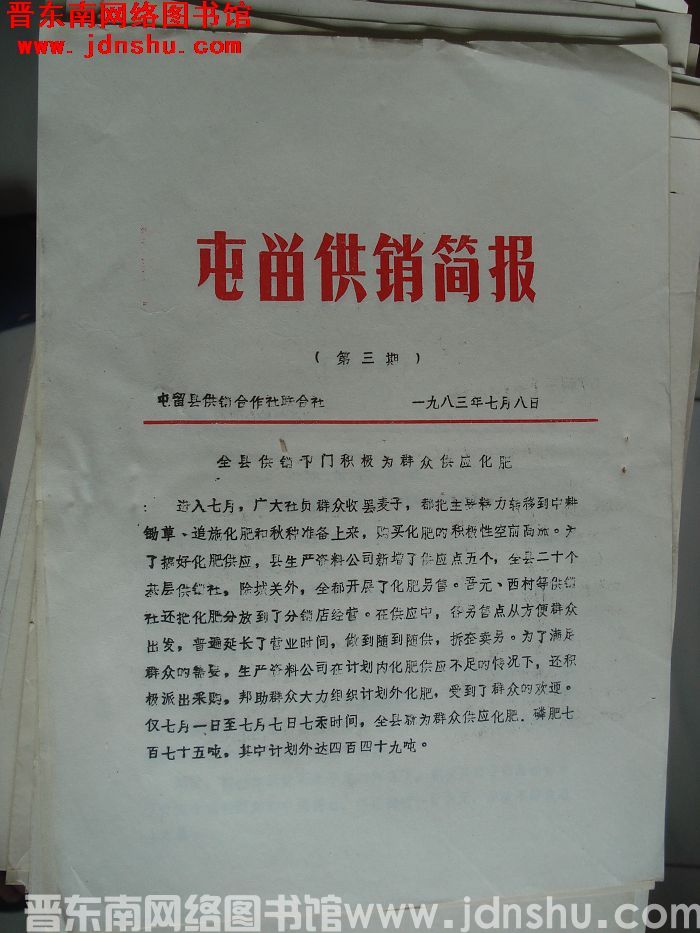 晋东南网络图书馆
www.jdnshu.com
屯畄供销简报
（第三期）
屯留县供销合作社联合社 一九八三年七月八日
全县供销部门积极为群众供应化肥
进入七月，广大社员群众收罢麦子，都把主要精力转移到中耕
锄草、追施化肥和秋种准备上来，购买化肥的积极性空前高涨。为
了搞好化肥供应，县生产资料公司新增了供应点五个，全县二十个
基层供销社，除城关外，全都开展了化肥另售。晋元、西村等供销
社还把化肥分放到了分销店经营。在供应中，各另售点从方便群众
出发，普遍延长了营业时间，做到随到随供，拆套卖另。为了满足
群众的需要，生产资料公司在计划内化肥供应不足的情况下，还积
极派出采购，邦助群众大力组织计划外化肥，受到了群众的欢迎。
仅七月一日至七月七日七天时间，全县就为群众供应化肥、磷肥七
百七十五吨，其中计划外达四百四十九吨。
晋东南网络图书馆www.jdnshu.com